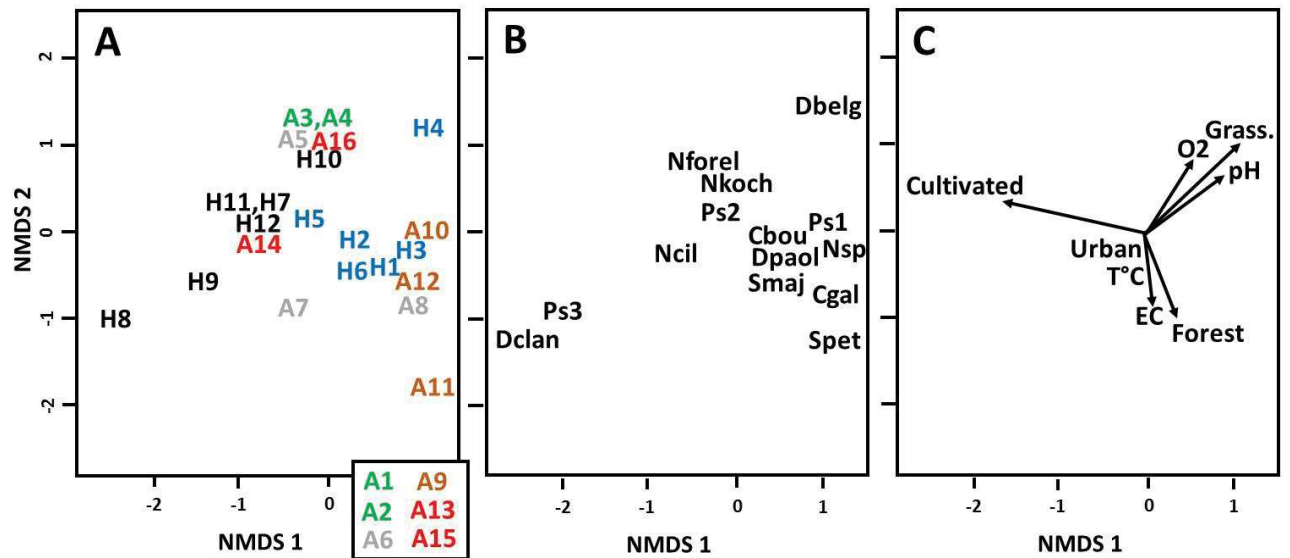 A
2
1
0
-1
-2
NMDS 2
A3,A4
A5 A16
H10
H4
H11,H7
H12
A14
H5
H2
A10
H3
H6 H1
A12
H9
A7
A8
H8
A11
-2 -1 0
NMDS 1
A1 A9
A2 A13
A6 A15
B
Dbelg
Nforel
Nkoch
Ps2
Ps1
Cbou
Nsp
Ncil
Dpaol
Smaj
Cgal
Ps3
Dclan
Spet
-2 -1 0 1
NMDS 1
C
Grass.
O2
pH
Cultivated
Urban
T°C
EC
Forest
-2 -1 0 1
NMDS 1